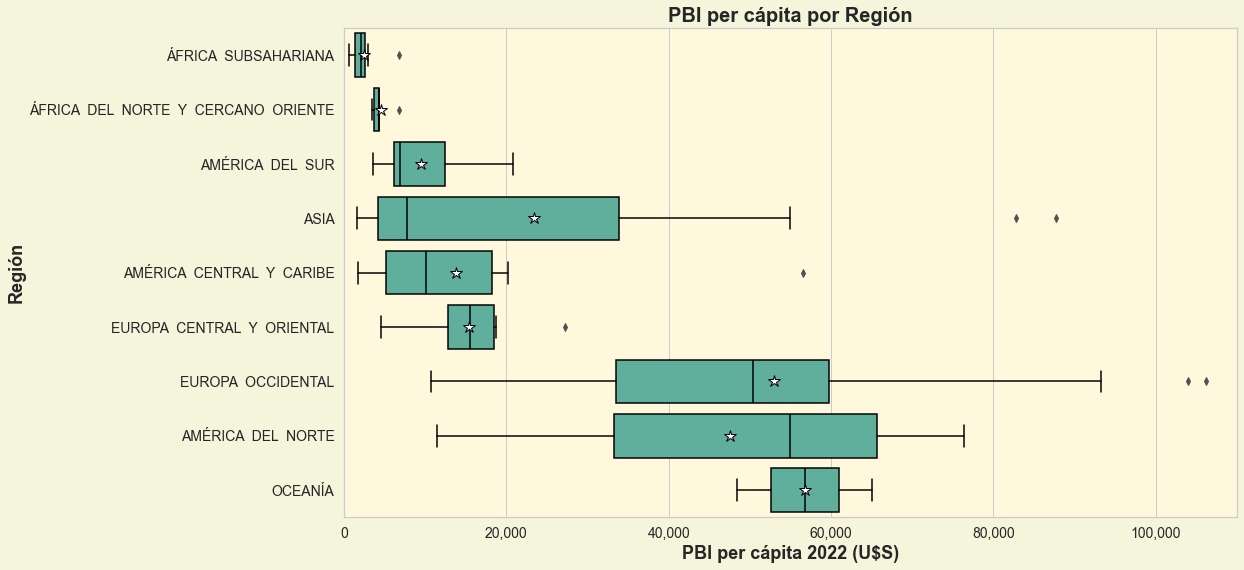 PBI per cápita por Región
Región
ÁFRICA SUBSAHARIANA
ÁFRICA DEL NORTE Y CERCANO ORIENTE
AMÉRICA DEL SUR
ASIA
AMÉRICA CENTRAL Y CARIBE
EUROPA CENTRAL Y ORIENTAL
EUROPA OCCIDENTAL
AMÉRICA DEL NORTE
OCEANÍA
0 20,000 40,000 60,000 80,000 100,000
PBI per cápita 2022 (U$S)